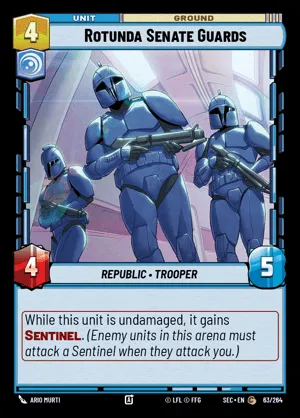 UNIT
GROUND
4
ROTUNDA SENATE GUARDS
4
5
REPUBLIC • TROOPER
While this unit is undamaged, it gains
SENTINEL. (Enemy units in this arena must
attack a Sentinel when they attack you.)
ARIO MURTI
© LFL © FFG
SEC • EN
C
63/264